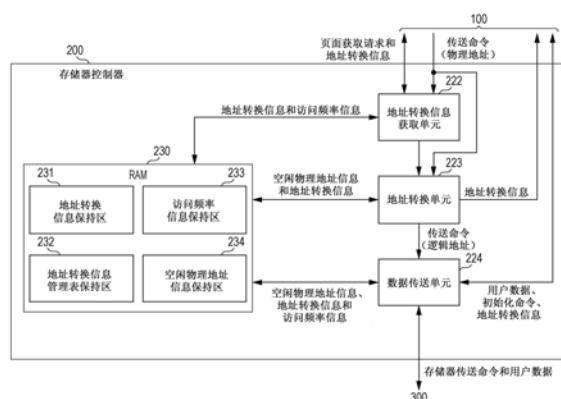 100
页面获取请求和
地址转换信息
传送命令
(物理地址)
200
存储器控制器
222
地址转换信息
获取单元
地址转换信息和访问频率信息
230
RAM
231
地址转换
信息保持区
233
访问频率
信息保持区
空闲物理地址信息
和地址转换信息
223
地址转换单元
地址转换信息
232
地址转换信息
管理表保持区
234
空闲物理地址
信息保持区
传送命令
(逻辑地址)
224
数据传送单元
空闲物理地址信息、
地址转换信息和
访问频率信息
用户数据、
初始化命令、
地址转换信息
存储器传送命令和用户数据
300